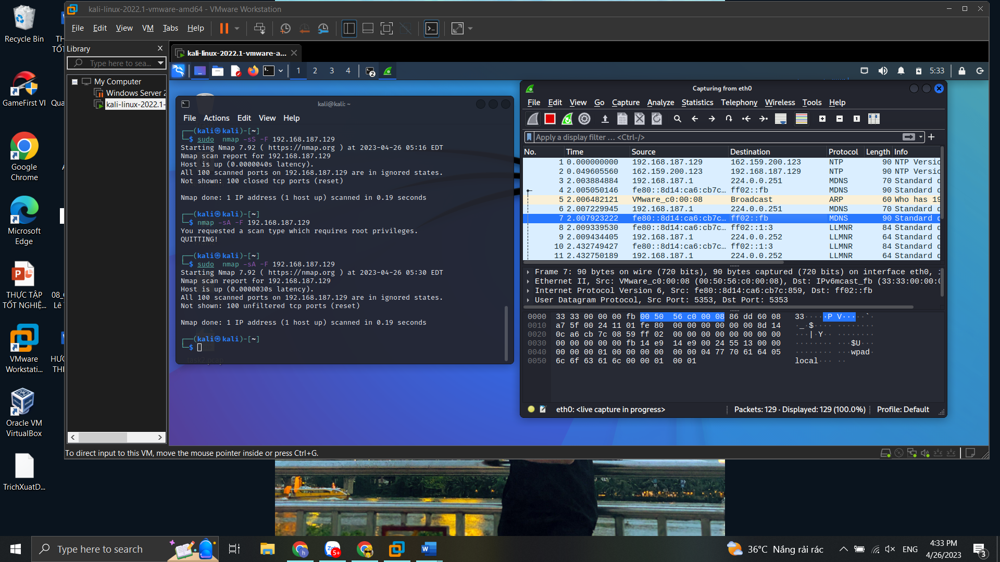 Recycle Bin
GameFirst VI
Google
Chrome
Microsoft
Edge
THỰC TẬP
TỐT NGHIỆ...
VMware
Workstati...
Oracle VM
VirtualBox
TrichXuatD...
kali-linux-2022.1-vmware-amd64 - VMware Workstation
File Edit View VM Tabs Help
Library
Type here to sea...
My Computer
Windows Server 2
kali-linux-2022.1-
kali-linux-2022.1-vmware-a...
1 2 3 4
2
5:33
kali@kali: ~
File Actions Edit View Help
┌──(kali㉿kali)-[~]
└─$ sudo  nmap -sS -F 192.168.187.129
Starting Nmap 7.92 ( https://nmap.org ) at 2023-04-26 05:16 EDT
Nmap scan report for 192.168.187.129
Host is up (0.0000040s latency).
All 100 scanned ports on 192.168.187.129 are in ignored states.
Not shown: 100 closed tcp ports (reset)
Nmap done: 1 IP address (1 host up) scanned in 0.19 seconds
┌──(kali㉿kali)-[~]
└─$ nmap -sA -F 192.168.187.129
You requested a scan type which requires root privileges.
QUITTING!
┌──(kali㉿kali)-[~]
└─$ sudo  nmap -sA -F 192.168.187.129
Starting Nmap 7.92 ( https://nmap.org ) at 2023-04-26 05:30 EDT
Nmap scan report for 192.168.187.129
Host is up (0.0000030s latency).
All 100 scanned ports on 192.168.187.129 are in ignored states.
Not shown: 100 unfiltered tcp ports (reset)
Nmap done: 1 IP address (1 host up) scanned in 0.19 seconds
┌──(kali㉿kali)-[~]
└─$
task2.pcap
Capturing from eth0
File Edit View Go Capture Analyze Statistics Telephony Wireless Tools Help
Apply a display filter … <Ctrl-/>
No. Time Source Destination Protocol Length Info
1 0.000000000 192.168.187.129 162.159.200.123 NTP 90 NTP Versio
2 0.049605560 162.159.200.123 192.168.187.129 NTP 90 NTP Versio
3 2.003884884 192.168.187.1 224.0.0.251 MDNS 70 Standard q
4 2.005050146 fe80::8d14:ca6:cb7c… ff02::fb MDNS 90 Standard q
5 2.006482121 VMware_c0:00:08 Broadcast ARP 60 Who has 19
6 2.007229945 192.168.187.1 224.0.0.251 MDNS 70 Standard q
7 2.007923222 fe80::8d14:ca6:cb7c… ff02::fb MDNS 90 Standard q
8 2.009339530 fe80::8d14:ca6:cb7c… ff02::1:3 LLMNR 84 Standard q
9 2.009434405 192.168.187.1 224.0.0.252 LLMNR 64 Standard q
10 2.432749427 fe80::8d14:ca6:cb7c… ff02::1:3 LLMNR 84 Standard q
11 2.432750189 192.168.187.1 224.0.0.252 LLMNR 64 Standard q
Frame 7: 90 bytes on wire (720 bits), 90 bytes captured (720 bits) on interface eth0, i
Ethernet II, Src: VMware_c0:00:08 (00:50:56:c0:00:08), Dst: IPv6mcast_fb (33:33:00:00:0
Internet Protocol Version 6, Src: fe80::8d14:ca6:cb7c:859, Dst: ff02::fb
User Datagram Protocol, Src Port: 5353, Dst Port: 5353
0000 33 33 00 00 00 fb 00 50 56 c0 00 08 86 dd 60 08 33····.P V·····`·
0010 a7 5f 00 24 11 01 fe 80 00 00 00 00 00 00 8d 14 ·_·$···· ········
0020 0c a6 cb 7c 08 59 ff 02 00 00 00 00 00 00 00 00 ···|·Y·· ········
0030 00 00 00 00 00 fb 14 e9 14 e9 00 24 55 13 00 00 ········ ···$U···
0040 00 00 00 01 00 00 00 00 00 00 04 77 70 61 64 05 ········ ···wpad·
0050 6c 6f 63 61 6c 00 00 01 00 01 local··· ··
eth0: <live capture in progress>
Packets: 129 · Displayed: 129 (100.0%)
Profile: Default
To direct input to this VM, move the mouse pointer inside or press Ctrl+G.
Type here to search
5+
36°C Nắng rải rác
ENG
4:33 PM
4/26/2023
3